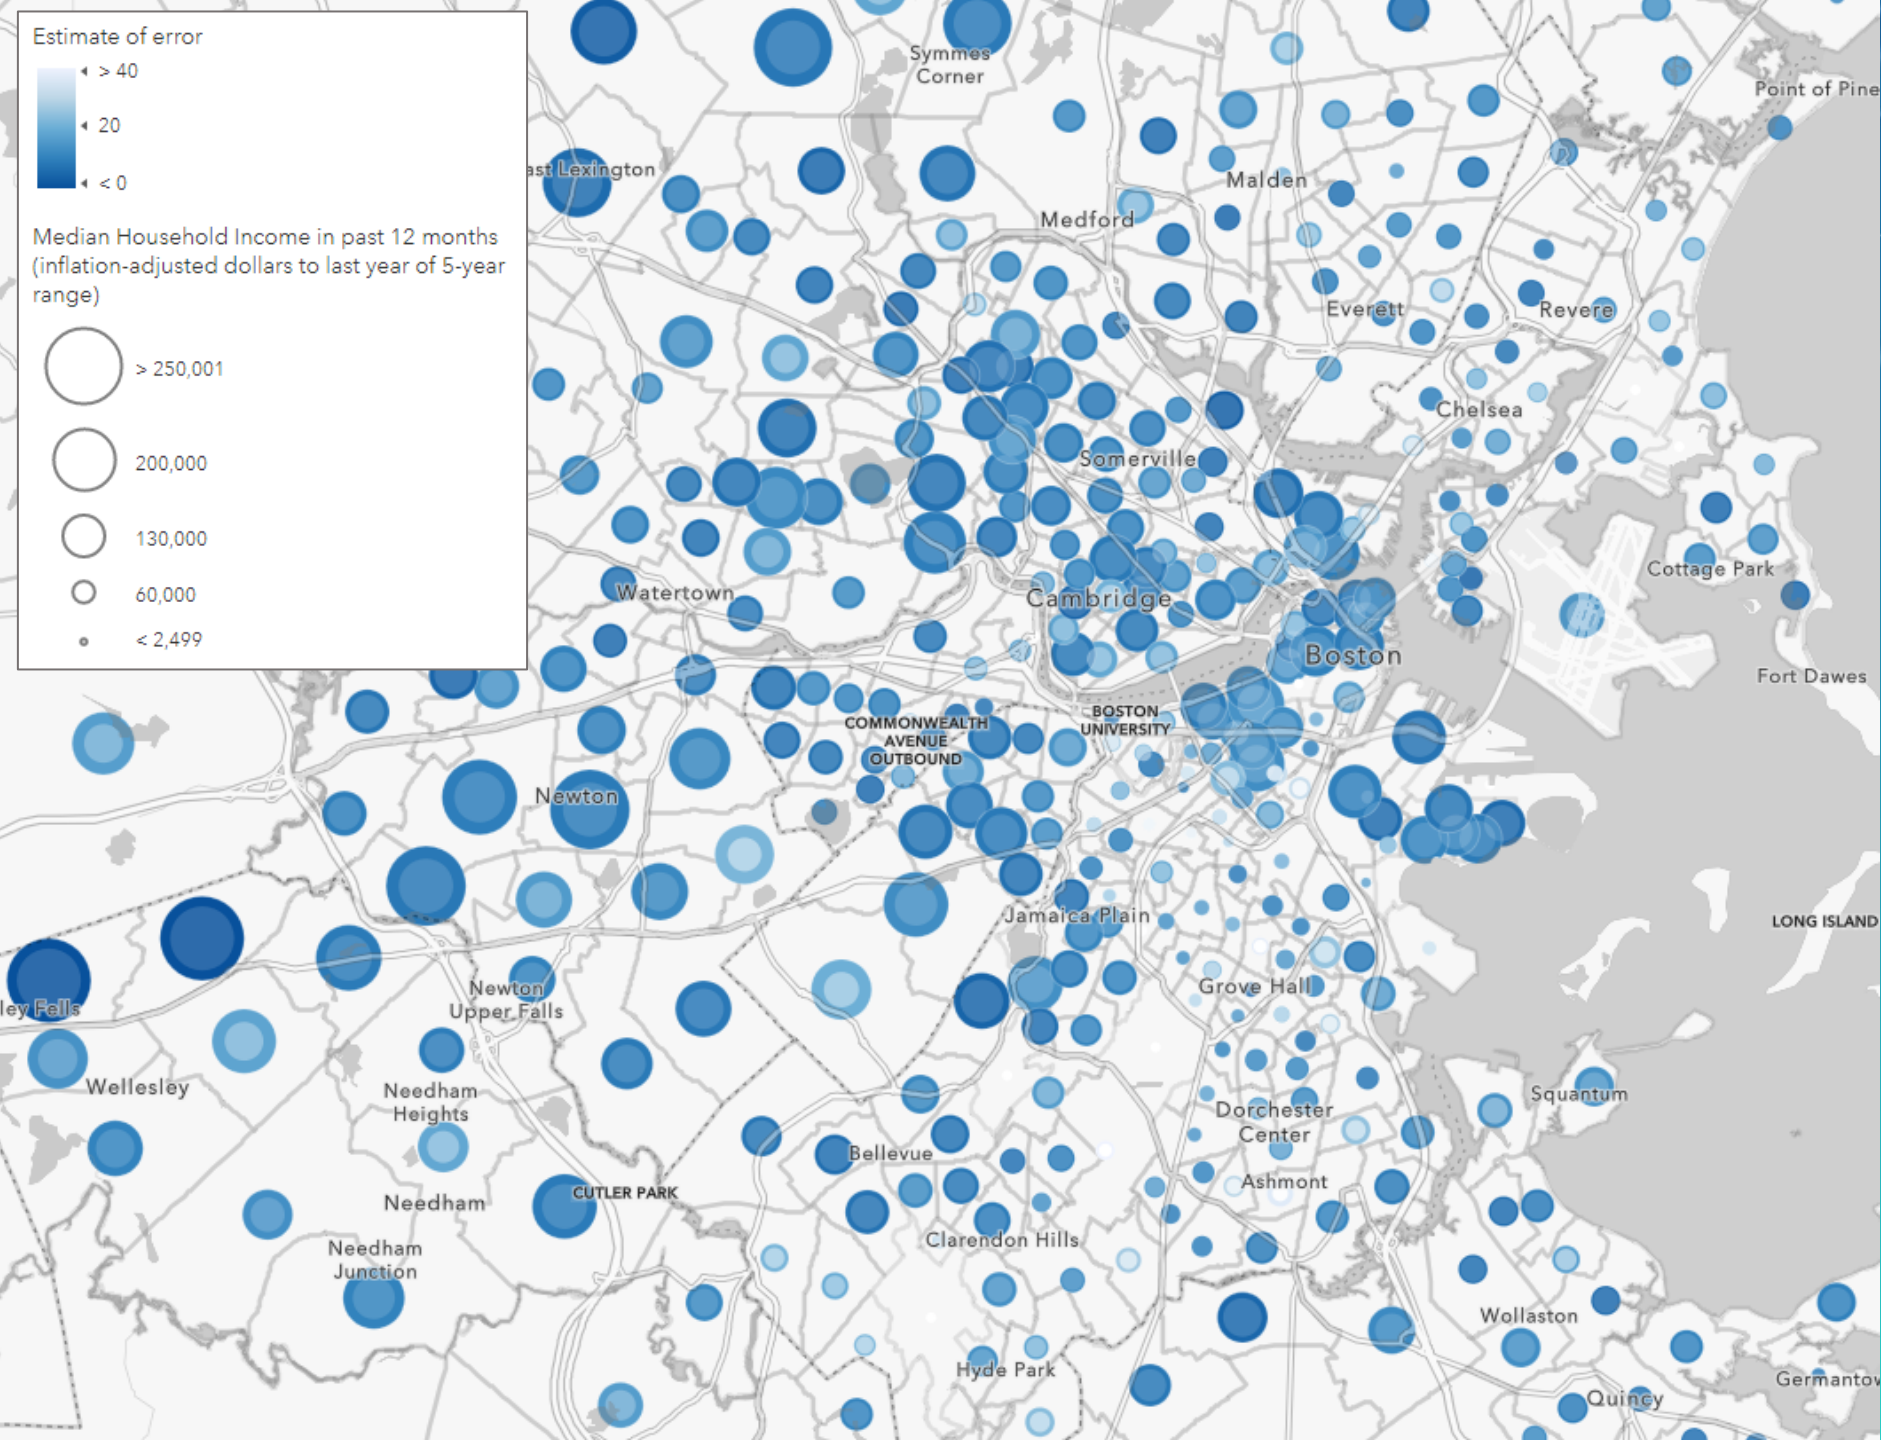 Estimate of error
> 40
20
< 0
Median Household Income in past 12 months
(inflation-adjusted dollars to last year of 5-year
range)
> 250,001
200,000
130,000
60,000
< 2,499
Symmes
Corner
Point of Pine
ast Lexington
Malden
Medford
Everett
Revere
Chelsea
Somerville
Cottage Park
Watertown
Cambridge
Boston
Fort Dawes
COMMONWEALTH
AVENUE
OUTBOUND
BOSTON
UNIVERSITY
Newton
Jamaica Plain
LONG ISLAND
Newton
Upper Falls
Grove Hall
ley Fells
Wellesley
Needham
Heights
Squantum
Dorchester
Center
Bellevue
Ashmont
CUTLER PARK
Needham
Clarendon Hills
Needham
Junction
Wollaston
Hyde Park
Germantow
Quincy